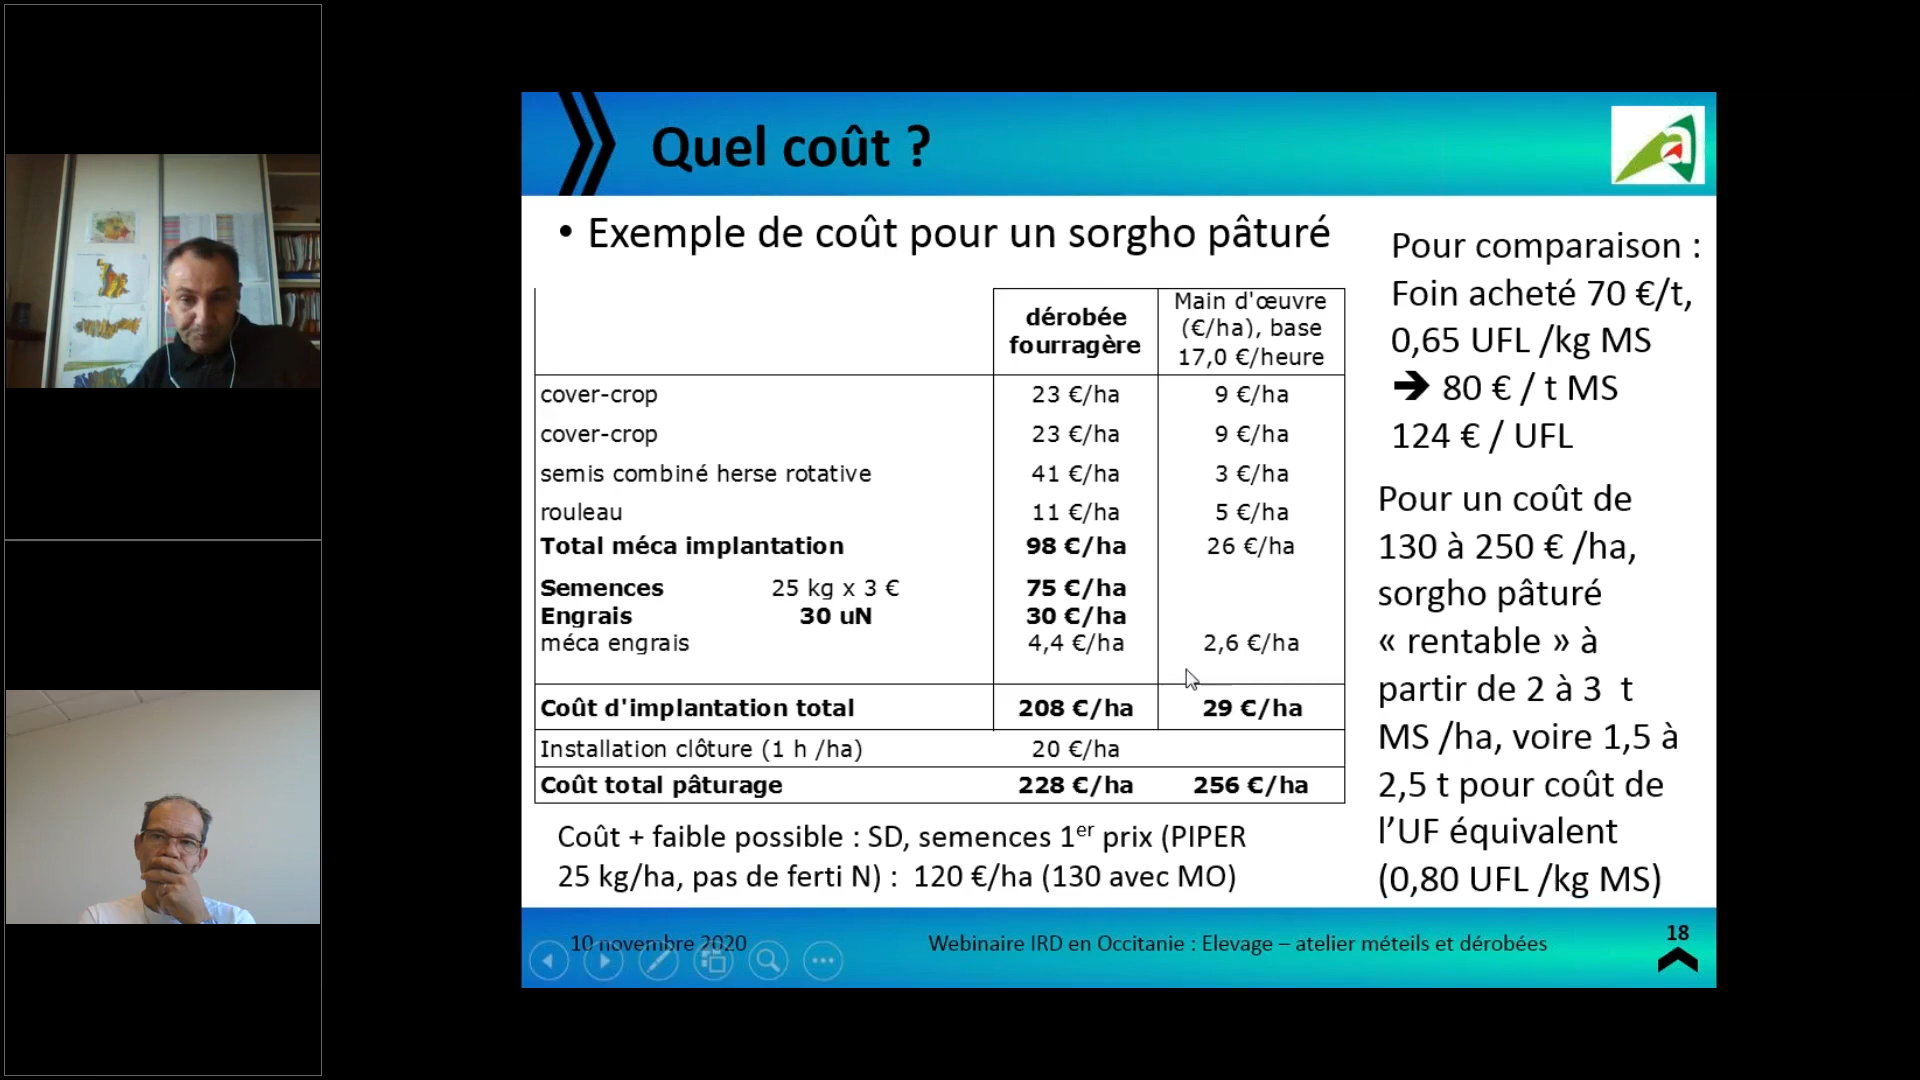 Quel coût ?
• Exemple de coût pour un sorgho pâturé
dérobée fourragère
Main d'œuvre (€/ha), base 17,0 €/heure
cover-crop 23 €/ha 9 €/ha
cover-crop 23 €/ha 9 €/ha
semis combiné herse rotative 41 €/ha 3 €/ha
rouleau 11 €/ha 5 €/ha
Total méca implantation 98 €/ha 26 €/ha
Semences 25 kg x 3 € 75 €/ha
Engrais 30 uN 30 €/ha
méca engrais 4,4 €/ha 2,6 €/ha
Coût d'implantation total 208 €/ha 29 €/ha
Installation clôture (1 h /ha) 20 €/ha
Coût total pâturage 228 €/ha 256 €/ha
Coût + faible possible : SD, semences 1er prix (PIPER
25 kg/ha, pas de ferti N) : 120 €/ha (130 avec MO)
Pour comparaison :
Foin acheté 70 €/t,
0,65 UFL /kg MS
➔ 80 € / t MS
124 € / UFL
Pour un coût de
130 à 250 € /ha,
sorgho pâturé
« rentable » à
partir de 2 à 3 t
MS /ha, voire 1,5 à
2,5 t pour coût de
l'UF équivalent
(0,80 UFL /kg MS)
10 novembre 2020
Webinaire IRD en Occitanie : Elevage – atelier méteils et dérobées
18